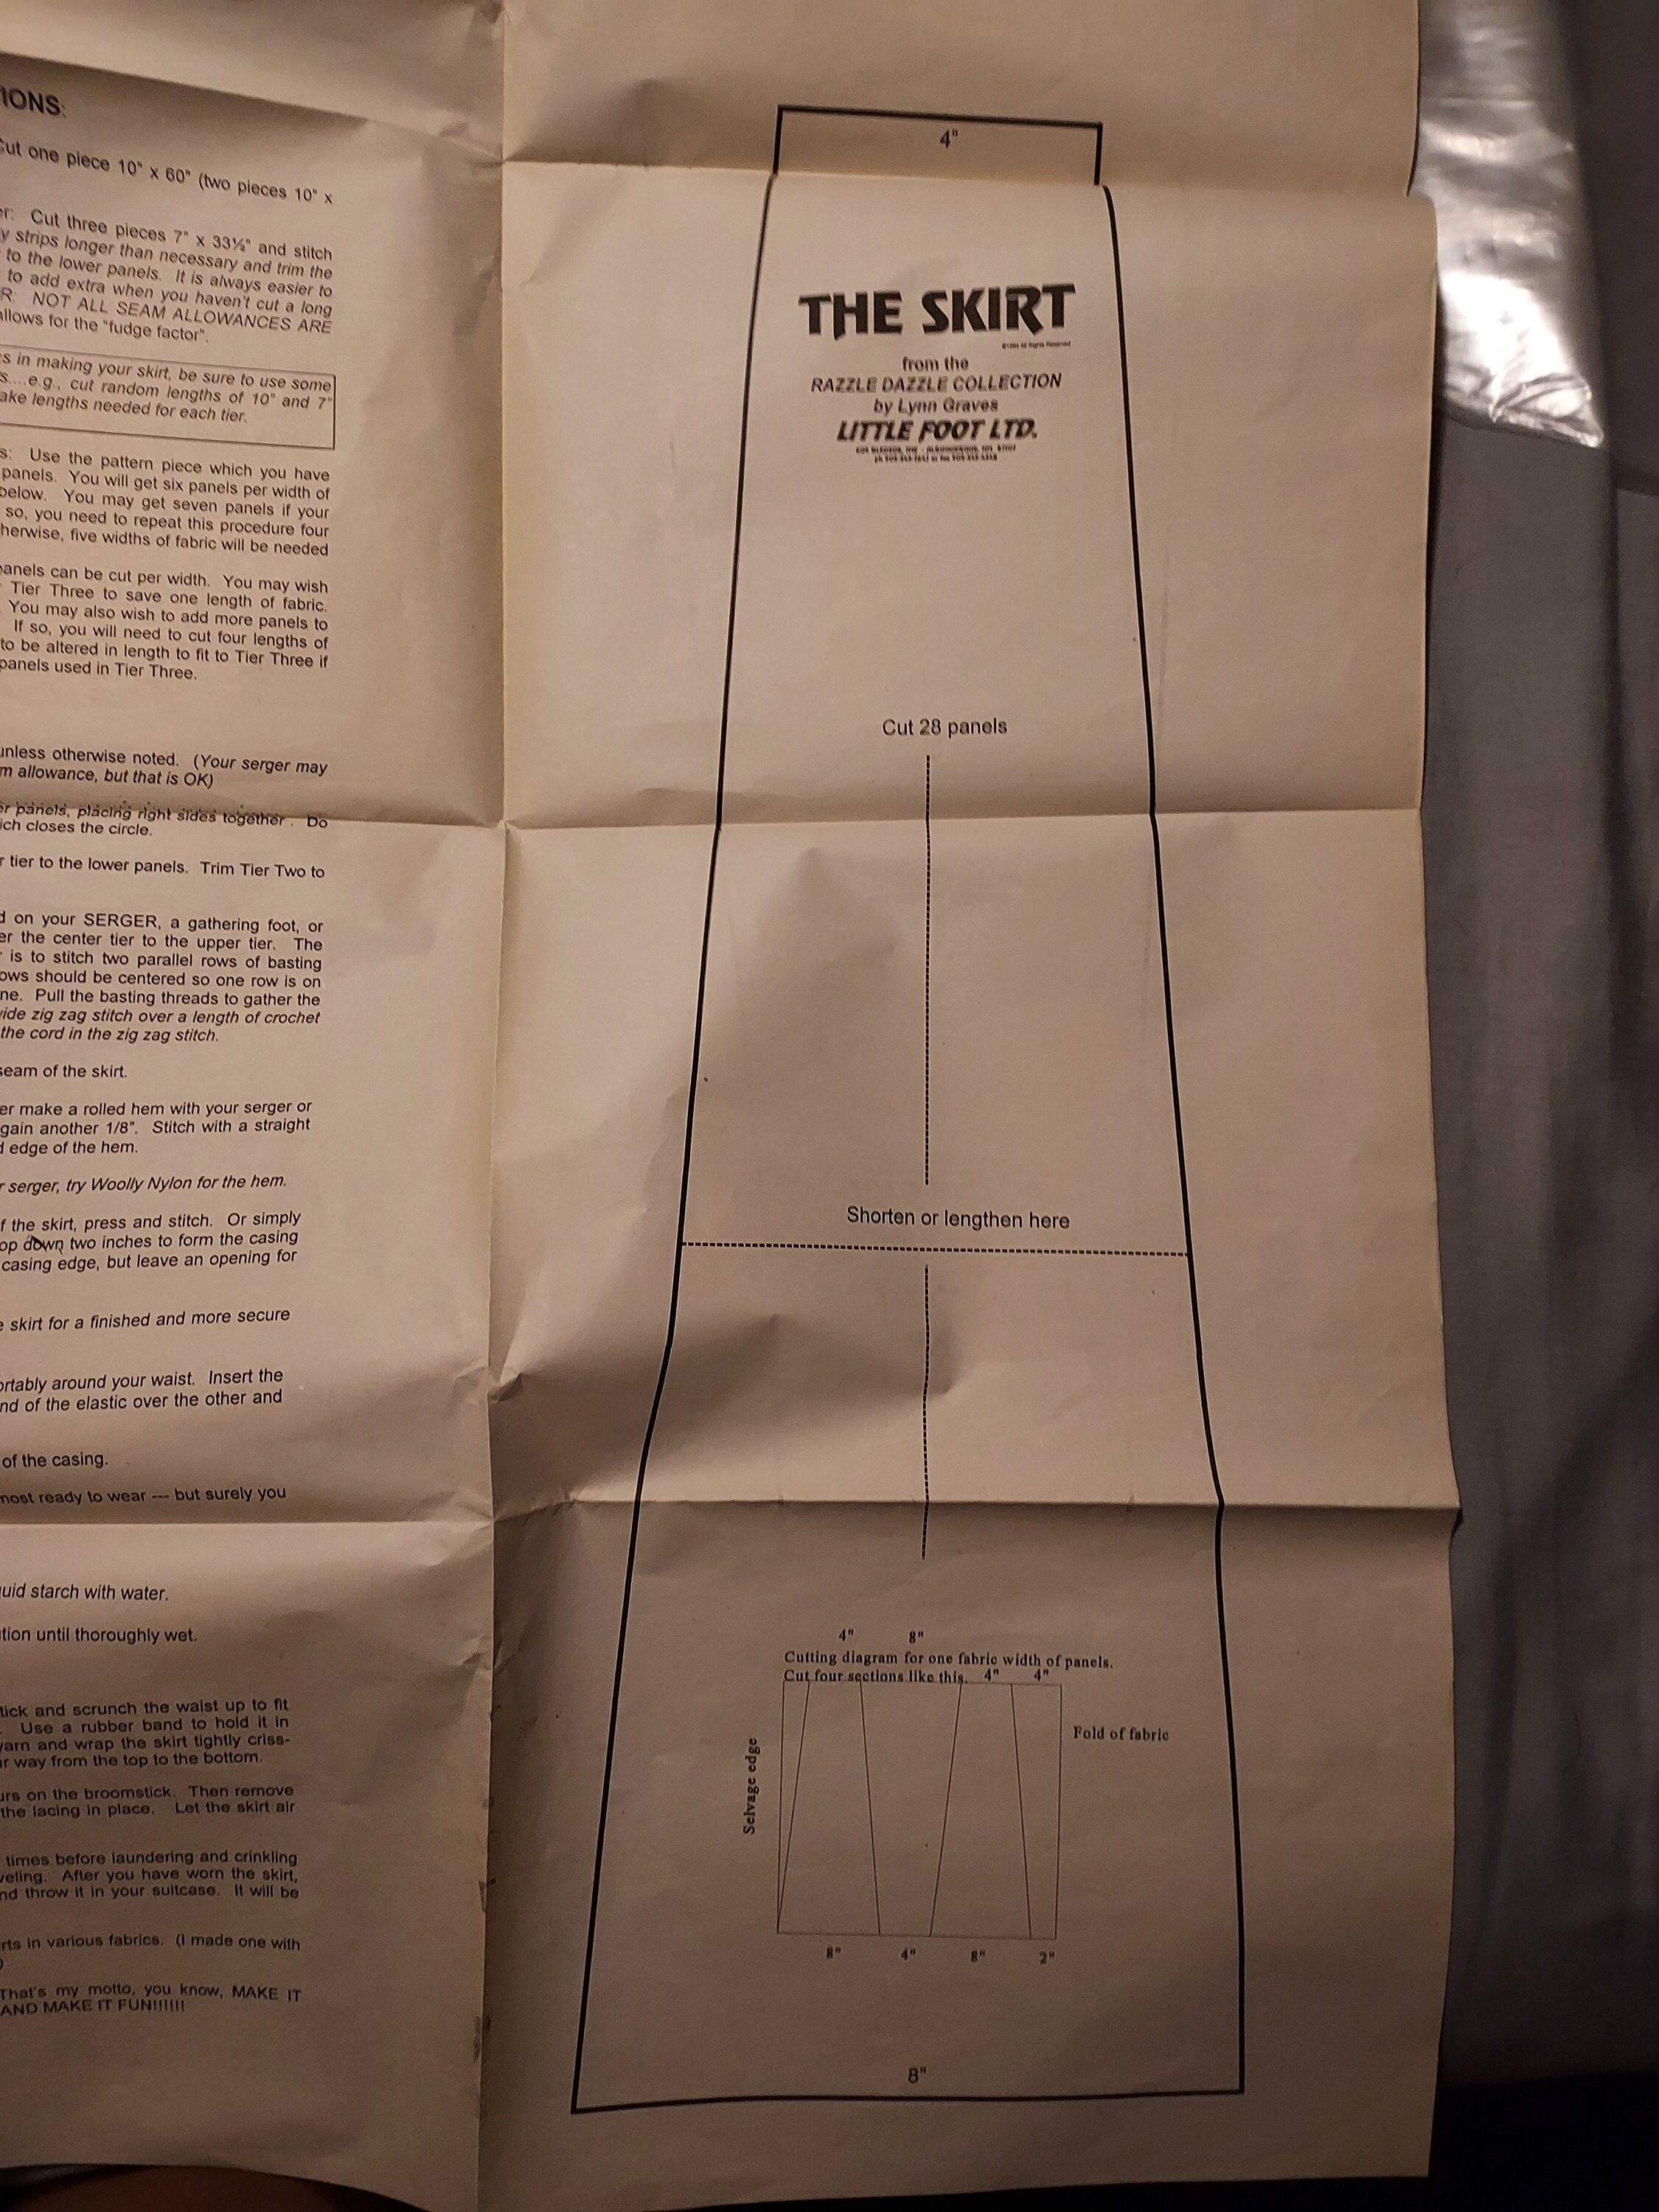 IONS:
Cut one piece 10" x 60" (two pieces 10" x
er: Cut three pieces 7" x 33½" and stitch
y strips longer than necessary and trim the
to the lower panels. It is always easier to
to add extra when you haven't cut a long
R: NOT ALL SEAM ALLOWANCES ARE
allows for the "fudge factor".
s in making your skirt, be sure to use some
s....e.g., cut random lengths of 10" and 7"
ake lengths needed for each tier.
s: Use the pattern piece which you have
panels. You will get six panels per width of
below. You may get seven panels if your
so, you need to repeat this procedure four
herwise, five widths of fabric will be needed
panels can be cut per width. You may wish
Tier Three to save one length of fabric.
You may also wish to add more panels to
If so, you will need to cut four lengths of
to be altered in length to fit to Tier Three if
panels used in Tier Three.
unless otherwise noted. (Your serger may
m allowance, but that is OK)
er panels, placing right sides together. Do
ich closes the circle.
r tier to the lower panels. Trim Tier Two to
d on your SERGER, a gathering foot, or
er the center tier to the upper tier. The
is to stitch two parallel rows of basting
ows should be centered so one row is on
ne. Pull the basting threads to gather the
vide zig zag stitch over a length of crochet
the cord in the zig zag stitch.
seam of the skirt.
er make a rolled hem with your serger or
gain another 1/8". Stitch with a straight
d edge of the hem.
r serger, try Woolly Nylon for the hem.
f the skirt, press and stitch. Or simply
op down two inches to form the casing
casing edge, but leave an opening for
e skirt for a finished and more secure
ortably around your waist. Insert the
nd of the elastic over the other and
of the casing.
most ready to wear --- but surely you
quid starch with water.
ution until thoroughly wet.
tick and scrunch the waist up to fit
. Use a rubber band to hold it in
yarn and wrap the skirt tightly criss-
ur way from the top to the bottom.
urs on the broomstick. Then remove
the lacing in place. Let the skirt air
times before laundering and crinkling
veling. After you have worn the skirt,
nd throw it in your suitcase. It will be
rts in various fabrics. (I made one with
)
That's my motto, you know, MAKE IT
AND MAKE IT FUN!!!!!!
4"
THE SKIRT
©1994 All Rights Reserved
from the
RAZZLE DAZZLE COLLECTION
by Lynn Graves
LITTLE FOOT LTD.
Cut 28 panels
Shorten or lengthen here
4" 8"
Cutting diagram for one fabric width of panels.
Cut four sections like this. 4" 4"
Fold of fabric
Selvage edge
8" 4" 8" 2"
8"